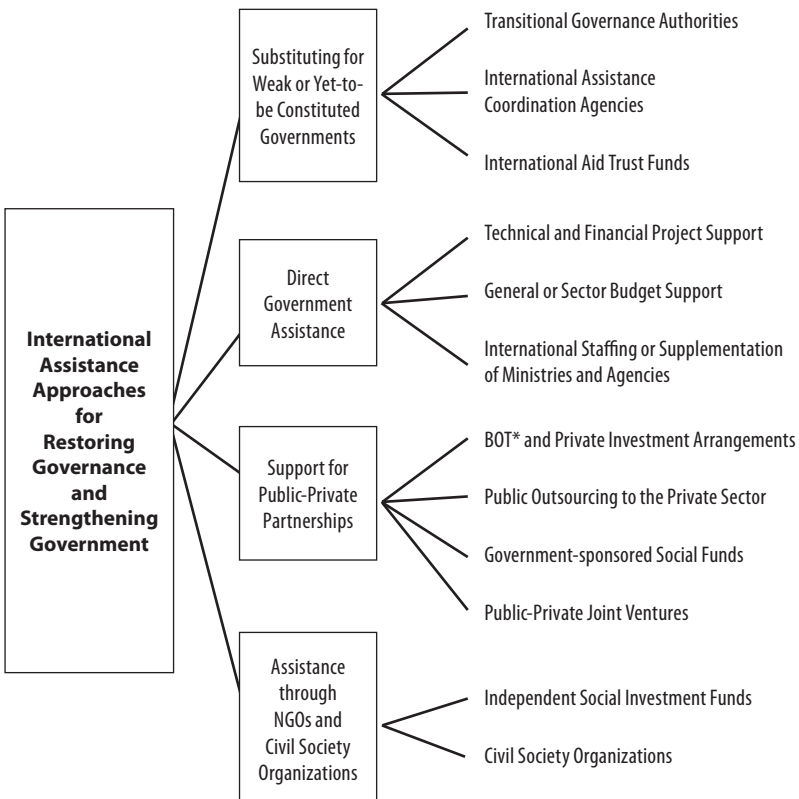 International
Assistance
Approaches
for
Restoring
Governance
and
Strengthening
Government
Substituting for
Weak or Yet-to-
be Constituted
Governments
Transitional Governance Authorities
International Assistance
Coordination Agencies
International Aid Trust Funds
Direct
Government
Assistance
Technical and Financial Project Support
General or Sector Budget Support
International Staffing or Supplementation
of Ministries and Agencies
Support for
Public-Private
Partnerships
BOT* and Private Investment Arrangements
Public Outsourcing to the Private Sector
Government-sponsored Social Funds
Public-Private Joint Ventures
Assistance
through
NGOs and
Civil Society
Organizations
Independent Social Investment Funds
Civil Society Organizations